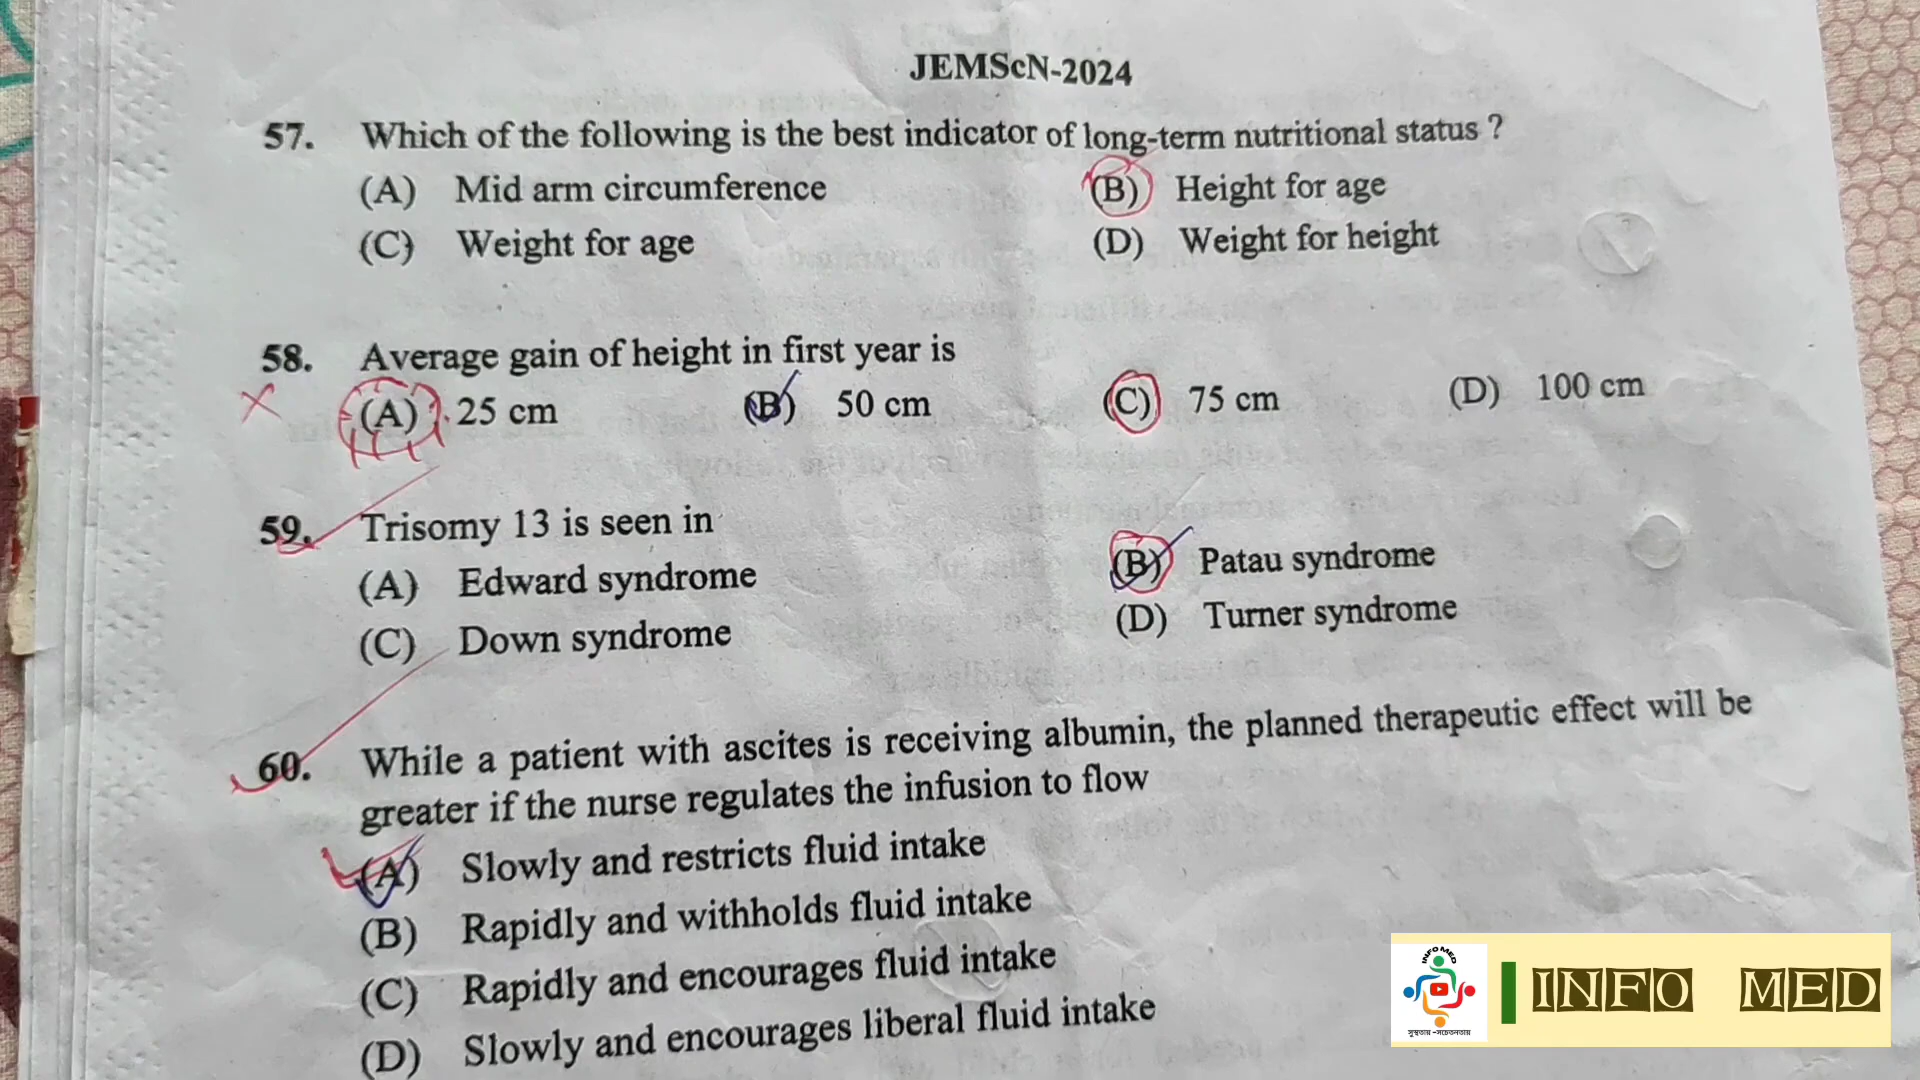 JEMScN-2024
57. Which of the following is the best indicator of long-term nutritional status ?
(A) Mid arm circumference (B) Height for age
(C) Weight for age (D) Weight for height
58. Average gain of height in first year is
(A) 25 cm (B) 50 cm (C) 75 cm (D) 100 cm
59. Trisomy 13 is seen in
(A) Edward syndrome (B) Patau syndrome
(C) Down syndrome (D) Turner syndrome
60. While a patient with ascites is receiving albumin, the planned therapeutic effect will be
greater if the nurse regulates the infusion to flow
(A) Slowly and restricts fluid intake
(B) Rapidly and withholds fluid intake
(C) Rapidly and encourages fluid intake
(D) Slowly and encourages liberal fluid intake
INFO MED
সুস্থতায় -সচেতনতায়
INFO MED